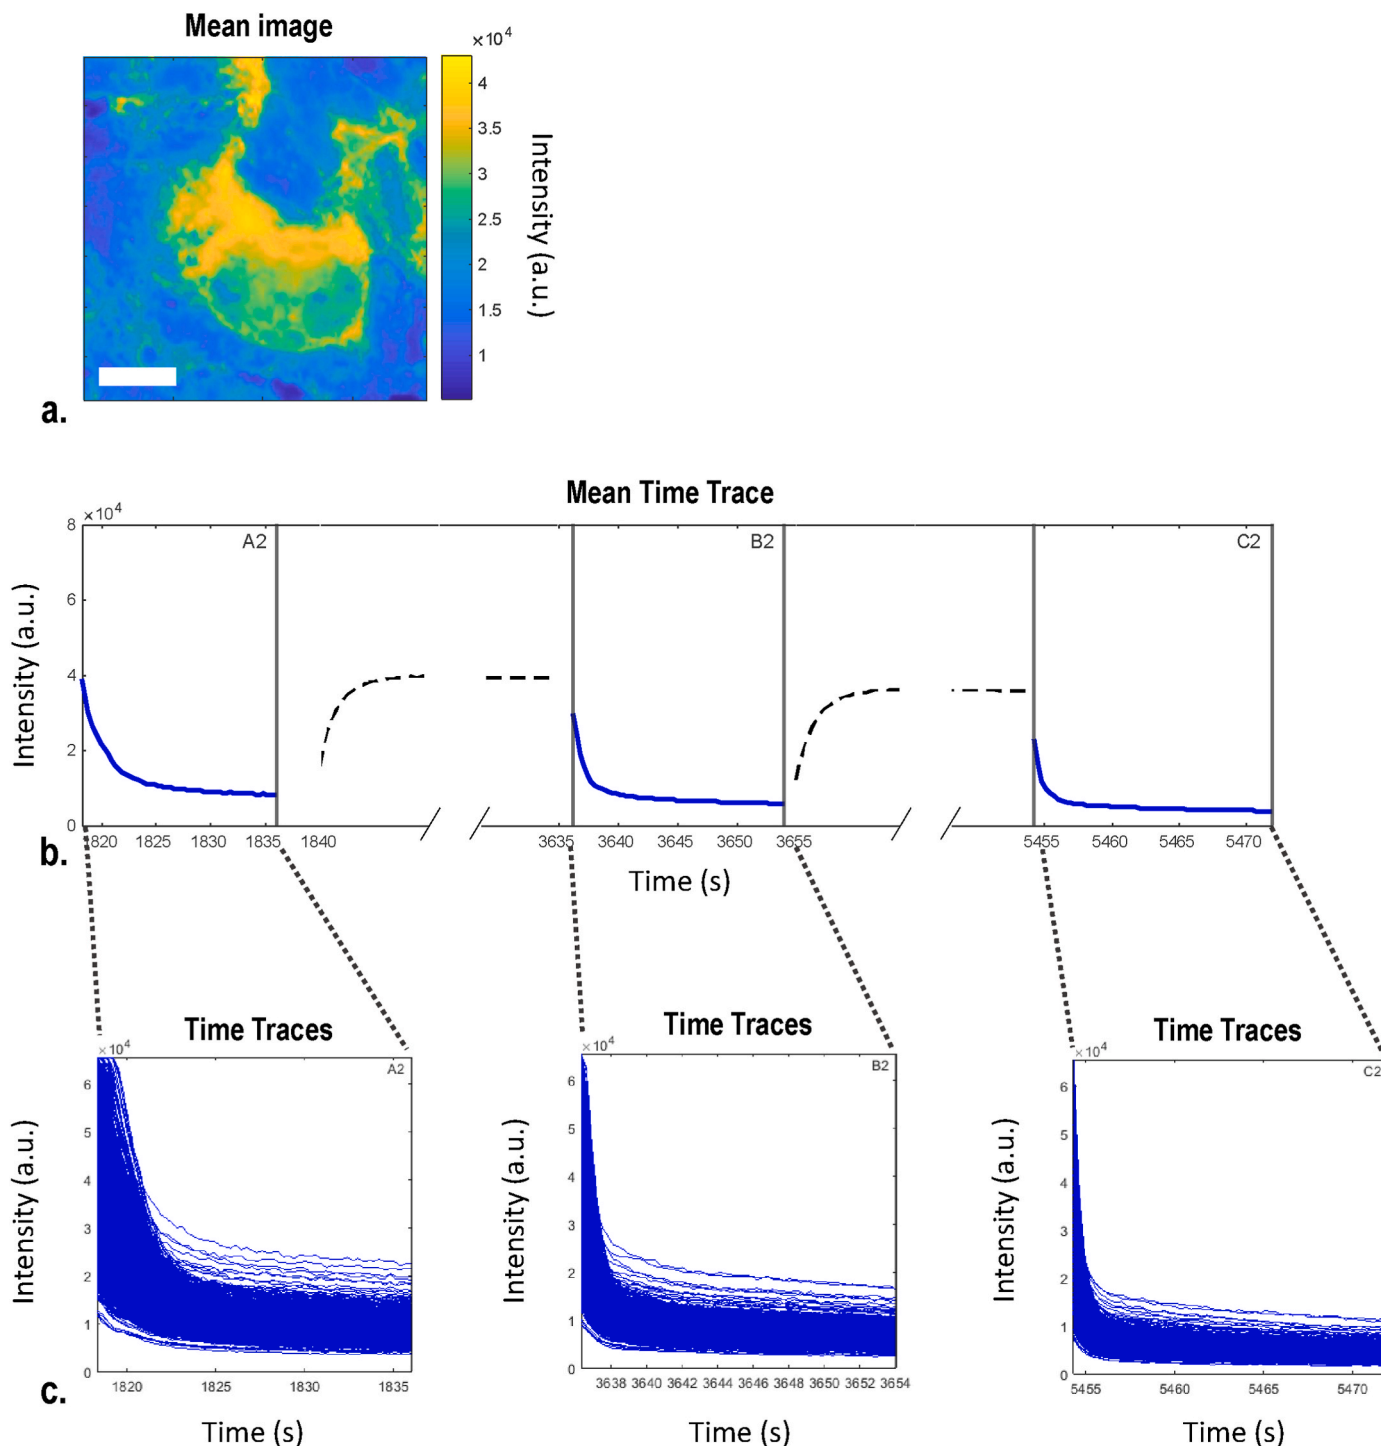 Mean image
×10⁴
4
3.5
3
2.5
2
1.5
1
Intensity (a.u.)
a.
Mean Time Trace
×10⁴
8
6
4
2
0
Intensity (a.u.)
A2
B2
C2
1820 1825 1830 1835 1840 3635 3640 3645 3650 3655 5455 5460 5465 5470
b.
Time (s)
Time Traces
×10⁴
A2
6
5
4
3
2
1
0
Intensity (a.u.)
1820 1825 1830 1835
Time (s)
Time Traces
×10⁴
B2
6
5
4
3
2
1
0
Intensity (a.u.)
3638 3640 3642 3644 3646 3648 3650 3652 3654
Time (s)
Time Traces
×10⁴
C2
6
5
4
3
2
1
0
Intensity (a.u.)
5455 5460 5465 5470
Time (s)
c.